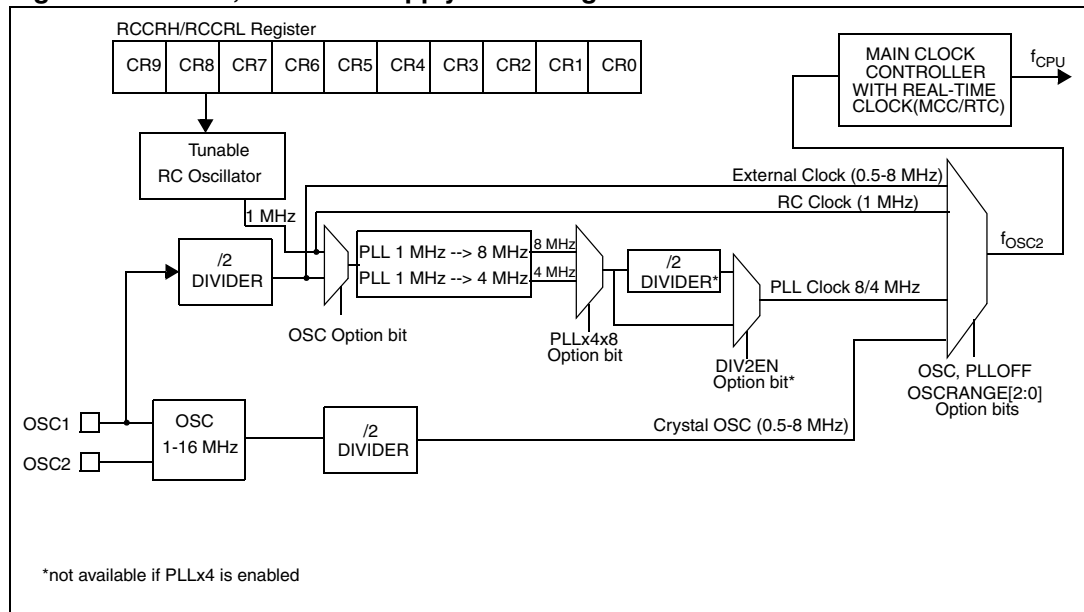 RCCRH/RCCRL Register
CR9 CR8 CR7 CR6 CR5 CR4 CR3 CR2 CR1 CR0
MAIN CLOCK
CONTROLLER
WITH REAL-TIME
CLOCK(MCC/RTC)
fCPU
Tunable
RC Oscillator
1 MHz
External Clock (0.5-8 MHz)
RC Clock (1 MHz)
/2
DIVIDER
PLL 1 MHz --> 8 MHz
PLL 1 MHz --> 4 MHz
8 MHz
4 MHz
/2
DIVIDER*
PLL Clock 8/4 MHz
fOSC2
OSC Option bit
PLLx4x8
Option bit
DIV2EN
Option bit*
OSC, PLLOFF
OSCRANGE[2:0]
Option bits
OSC1
OSC2
OSC
1-16 MHz
/2
DIVIDER
Crystal OSC (0.5-8 MHz)
*not available if PLLx4 is enabled